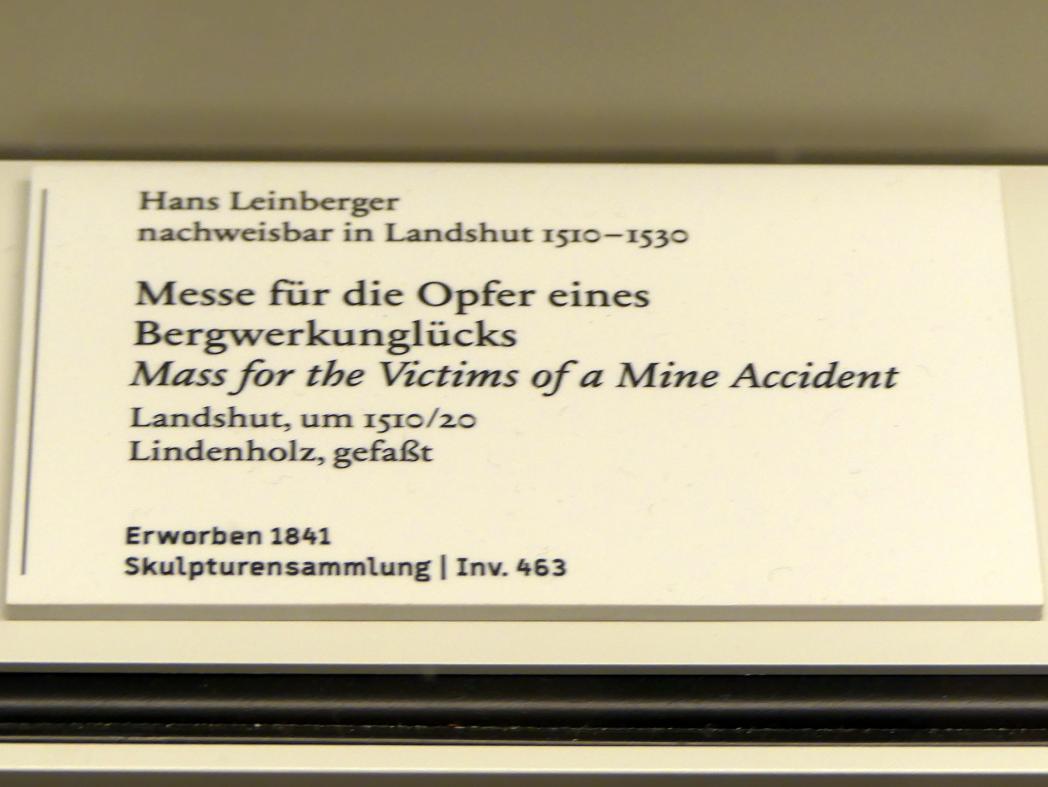 Hans Leinberger
nachweisbar in Landshut 1510–1530
Messe für die Opfer eines
Bergwerkunglücks
Mass for the Victims of a Mine Accident
Landshut, um 1510/20
Lindenholz, gefaßt
Erworben 1841
Skulpturensammlung | Inv. 463